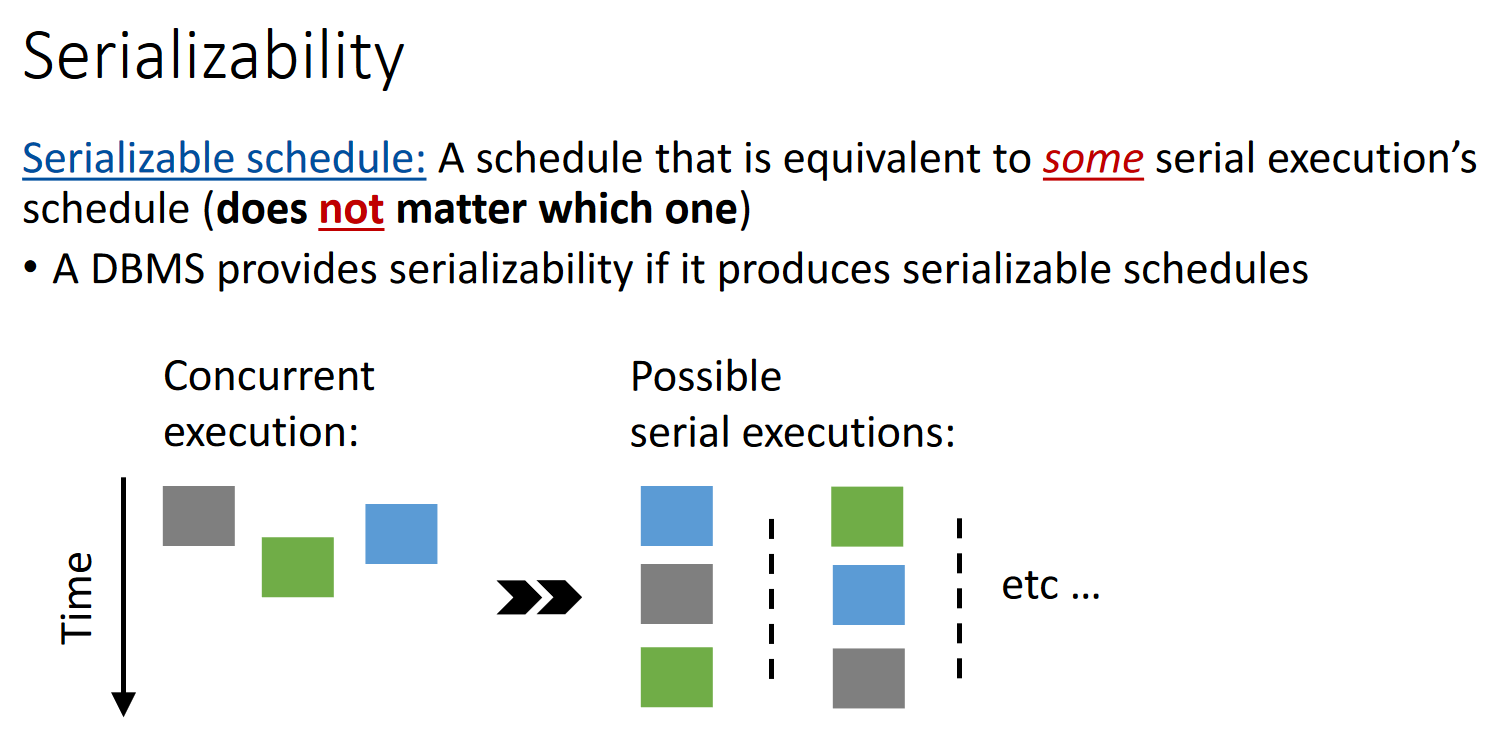 Serializability
Serializable schedule: A schedule that is equivalent to some serial execution’s
schedule (does not matter which one)
• A DBMS provides serializability if it produces serializable schedules
Concurrent
execution:
Possible
serial executions:
Time
etc …